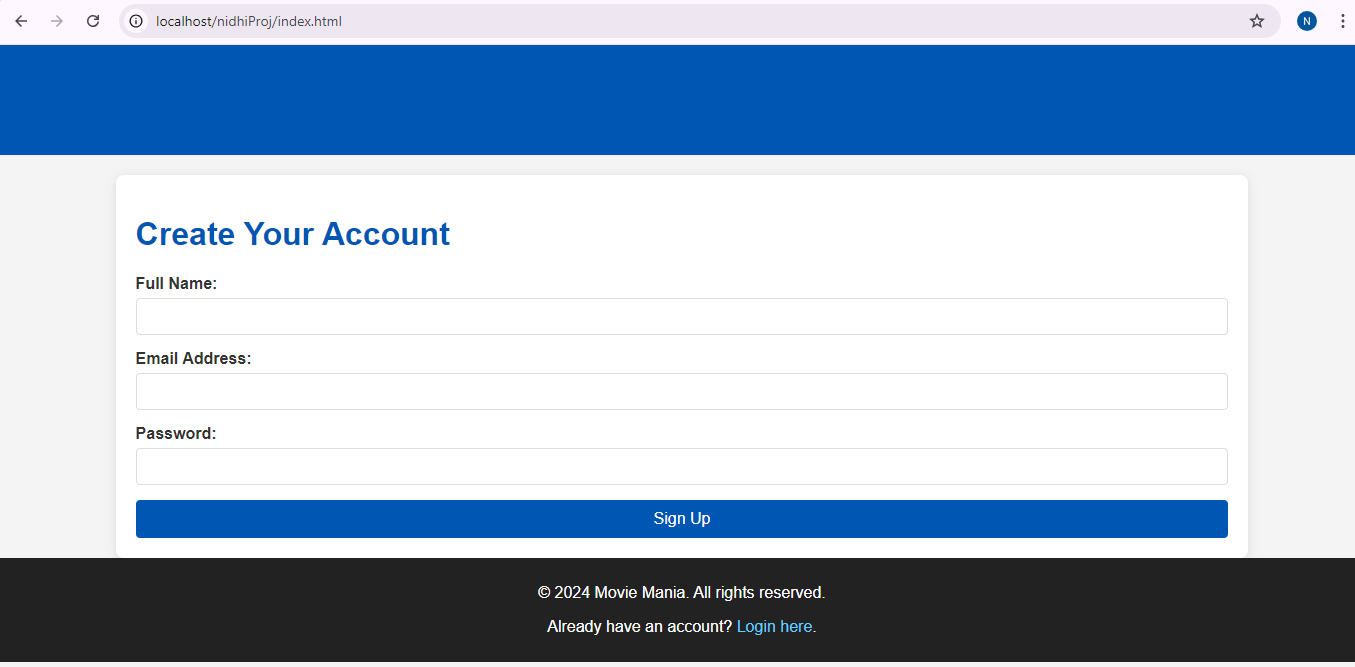 localhost/nidhiProj/index.html
N
Create Your Account
Full Name:
Email Address:
Password:
Sign Up
© 2024 Movie Mania. All rights reserved.
Already have an account? Login here.